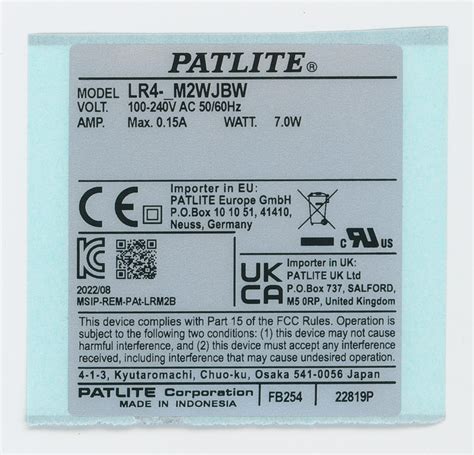 PATLITE®
MODEL LR4-_M2WJBW
VOLT. 100-240V AC 50/60Hz
AMP. Max. 0.15A WATT. 7.0W
CE
Importer in EU:
PATLITE Europe GmbH
P.O.Box 10 10 51, 41410,
Neuss, Germany
c RU us
KC
2022/08
MSIP-REM-PAt-LRM2B
UK
CA
Importer in UK:
PATLITE UK Ltd
P.O Box 737, SALFORD,
M5 0RP, United Kingdom
This device complies with Part 15 of the FCC Rules. Operation is
subject to the following two conditions: (1) this device may not cause
harmful interference, and (2) this device must accept any interference
received, including interference that may cause undesired operation.
4-1-3, Kyutaromachi, Chuo-ku, Osaka 541-0056 Japan
PATLITE Corporation
MADE IN INDONESIA
FB254
22819P